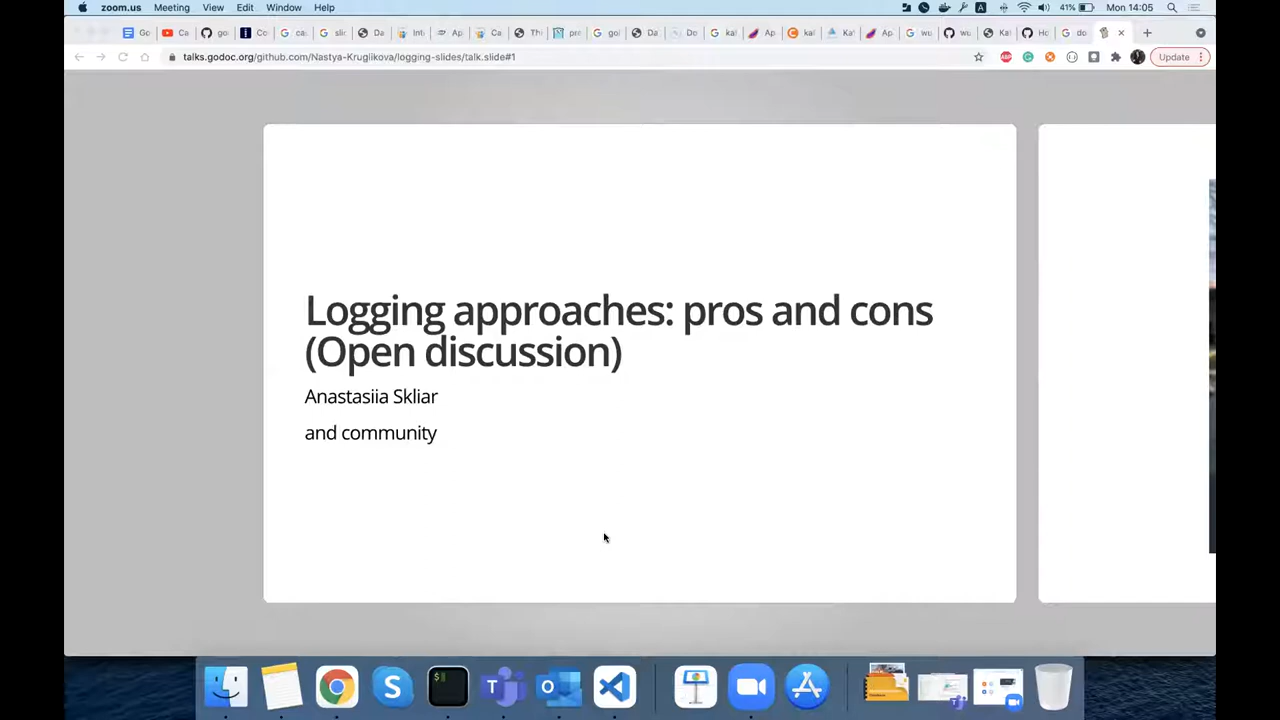 zoom.us Meeting View Edit Window Help
41% Mon 14:05
talks.godoc.org/github.com/Nastya-Kruglikova/logging-slides/talk.slide#1
Update
Logging approaches: pros and cons
(Open discussion)
Anastasiia Skliar
and community